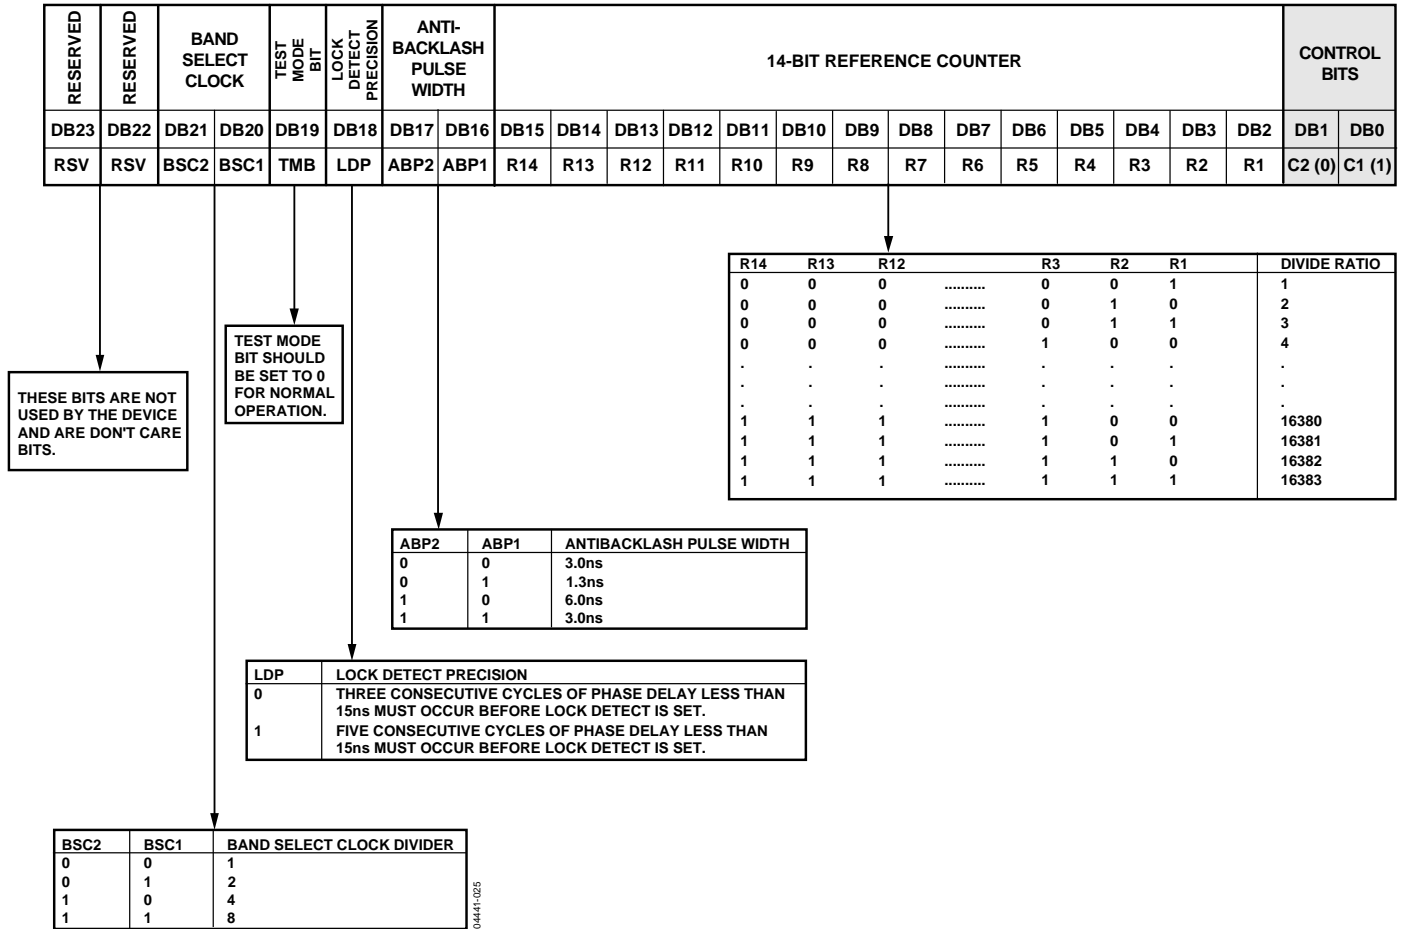 RESERVED
RESERVED
BAND
SELECT
CLOCK
TEST
MODE
BIT
LOCK
DETECT
PRECISION
ANTI-
BACKLASH
PULSE
WIDTH
14-BIT REFERENCE COUNTER
CONTROL
BITS
DB23 DB22 DB21 DB20 DB19 DB18 DB17 DB16 DB15 DB14 DB13 DB12 DB11 DB10 DB9 DB8 DB7 DB6 DB5 DB4 DB3 DB2 DB1 DB0
RSV RSV BSC2 BSC1 TMB LDP ABP2 ABP1 R14 R13 R12 R11 R10 R9 R8 R7 R6 R5 R4 R3 R2 R1 C2 (0) C1 (1)
THESE BITS ARE NOT
USED BY THE DEVICE
AND ARE DON'T CARE
BITS.
TEST MODE
BIT SHOULD
BE SET TO 0
FOR NORMAL
OPERATION.
R14 R13 R12 R3 R2 R1 DIVIDE RATIO
0 0 0 .......... 0 0 1 1
0 0 0 .......... 0 1 0 2
0 0 0 .......... 0 1 1 3
0 0 0 .......... 1 0 0 4
. . . .......... . . . .
. . . .......... . . . .
. . . .......... . . . .
1 1 1 .......... 1 0 0 16380
1 1 1 .......... 1 0 1 16381
1 1 1 .......... 1 1 0 16382
1 1 1 .......... 1 1 1 16383
ABP2 ABP1 ANTIBACKLASH PULSE WIDTH
0 0 3.0ns
0 1 1.3ns
1 0 6.0ns
1 1 3.0ns
LDP LOCK DETECT PRECISION
0 THREE CONSECUTIVE CYCLES OF PHASE DELAY LESS THAN
15ns MUST OCCUR BEFORE LOCK DETECT IS SET.
1 FIVE CONSECUTIVE CYCLES OF PHASE DELAY LESS THAN
15ns MUST OCCUR BEFORE LOCK DETECT IS SET.
BSC2 BSC1 BAND SELECT CLOCK DIVIDER
0 0 1
0 1 2
1 0 4
1 1 8
04441-025